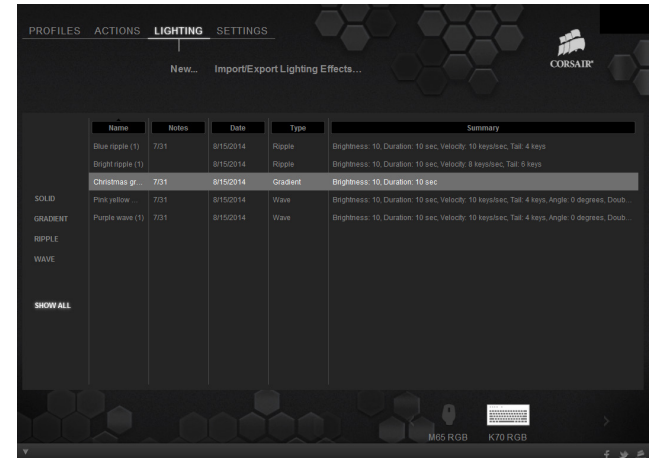 PROFILES ACTIONS LIGHTING SETTINGS
New... Import/Export Lighting Effects...
CORSAIR
Name Notes Date Type Summary
Blue ripple (1) 7/31 8/15/2014 Ripple Brightness: 10, Duration: 10 sec, Velocity: 10 keys/sec, Tail: 4 keys
Bright ripple (1) 8/15/2014 Ripple Brightness: 10, Duration: 10 sec, Velocity: 8 keys/sec, Tail: 6 keys
Christmas gr... 7/31 8/15/2014 Gradient Brightness: 10, Duration: 10 sec
SOLID Pink yellow ... 7/31 8/15/2014 Wave Brightness: 10, Duration: 10 sec, Velocity: 10 keys/sec, Tail: 4 keys, Angle: 0 degrees, Doub...
GRADIENT Purple wave (1) 7/31 8/15/2014 Wave Brightness: 10, Duration: 10 sec, Velocity: 10 keys/sec, Tail: 4 keys, Angle: 0 degrees, Doub...
RIPPLE
WAVE
SHOW ALL
M65 RGB K70 RGB